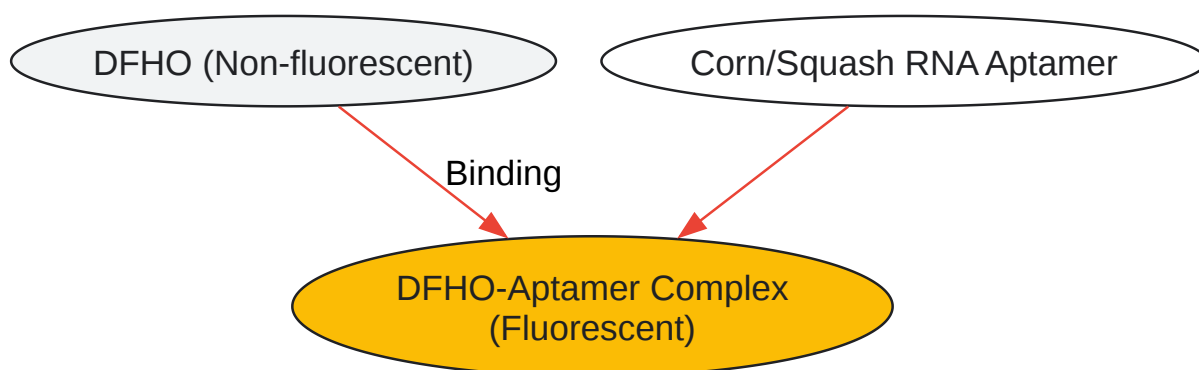 DFHO (Non-fluorescent)
Corn/Squash RNA Aptamer
Binding
DFHO-Aptamer Complex
(Fluorescent)